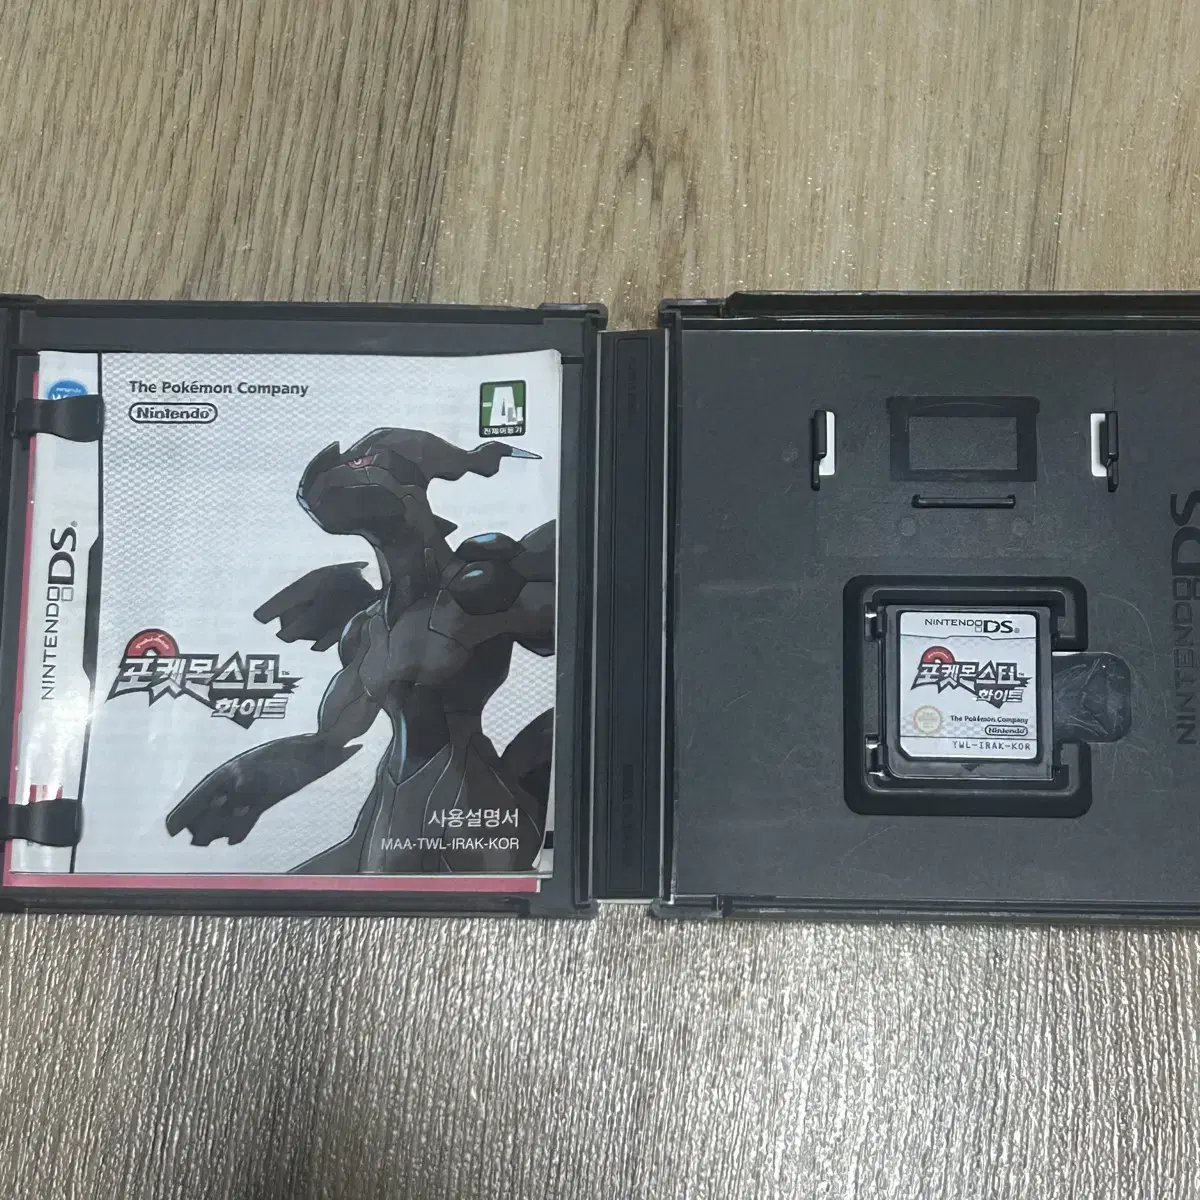 The Pokémon Company
Nintendo
전체이용가
NINTENDO DS
포켓몬스터™
화이트
사용설명서
MAA-TWL-IRAK-KOR
NINTENDO DS
포켓몬스터
화이트
The Pokémon Company
Nintendo
TWL-IRAK-KOR
NINTENDO DS